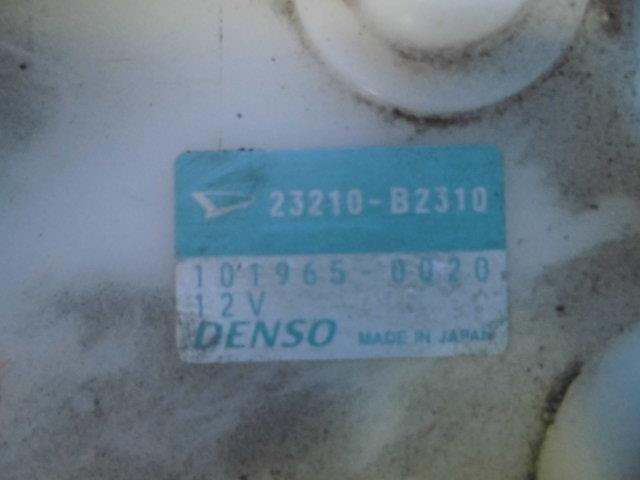 23210-B2310
101965-0020
12V
DENSO MADE IN JAPAN